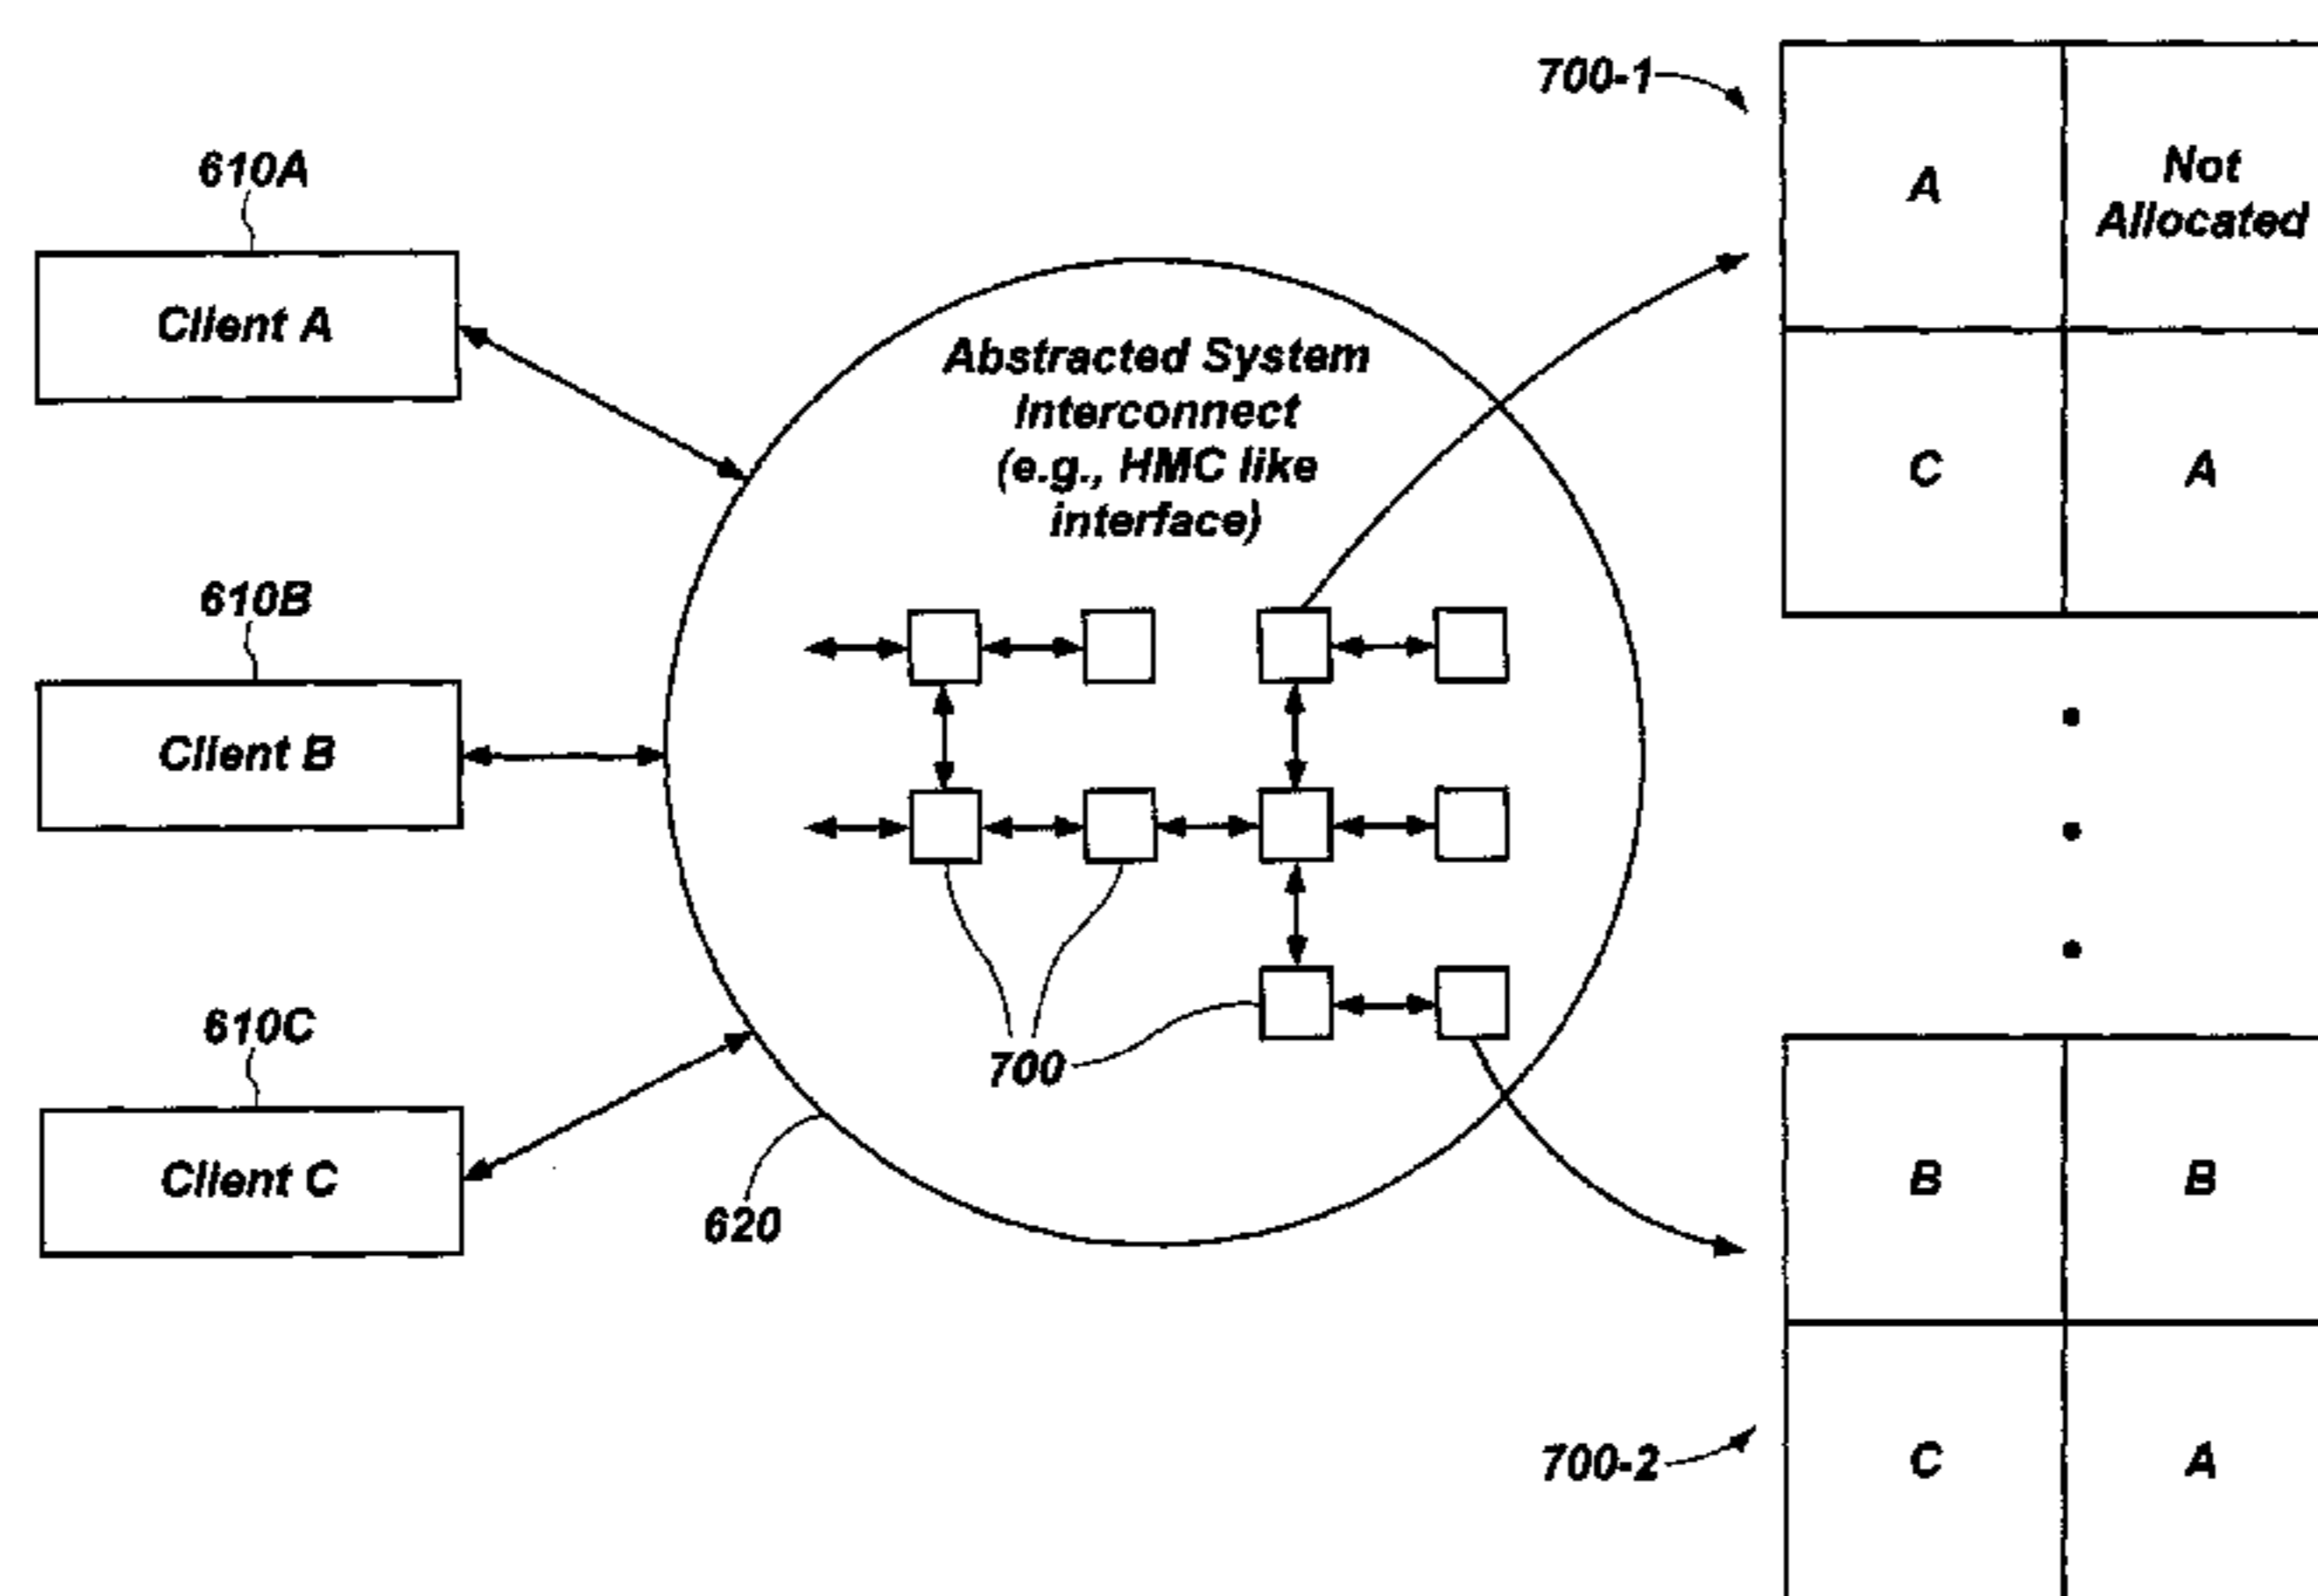 610A
Client A
610B
Client B
610C
Client C
Abstracted System
Interconnect
(e.g., HMC like
interface)
700
620
700-1
A
Not
Allocated
C
A
700-2
B
B
C
A